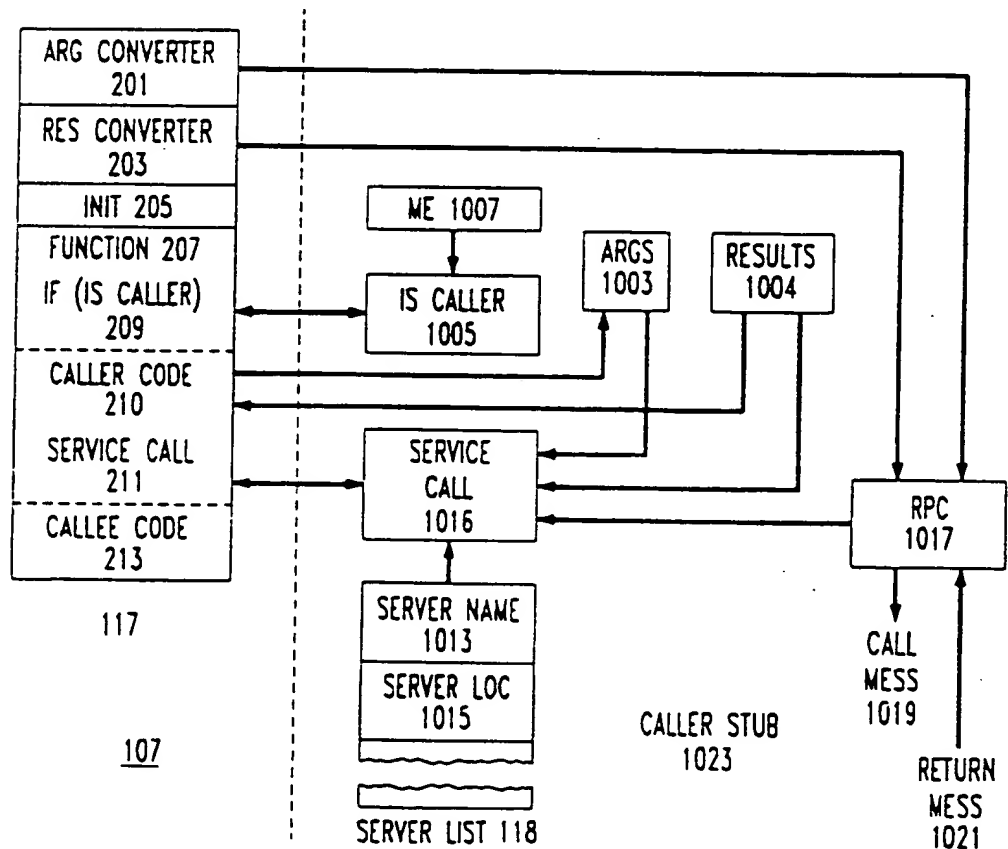 ARG CONVERTER
201
RES CONVERTER
203
INIT 205
FUNCTION 207
IF (IS CALLER)
209
CALLER CODE
210
SERVICE CALL
211
CALLEE CODE
213
117
107
ME 1007
IS CALLER
1005
ARGS
1003
RESULTS
1004
SERVICE
CALL
1016
SERVER NAME
1013
SERVER LOC
1015
SERVER LIST 118
RPC
1017
CALL
MESS
1019
CALLER STUB
1023
RETURN
MESS
1021